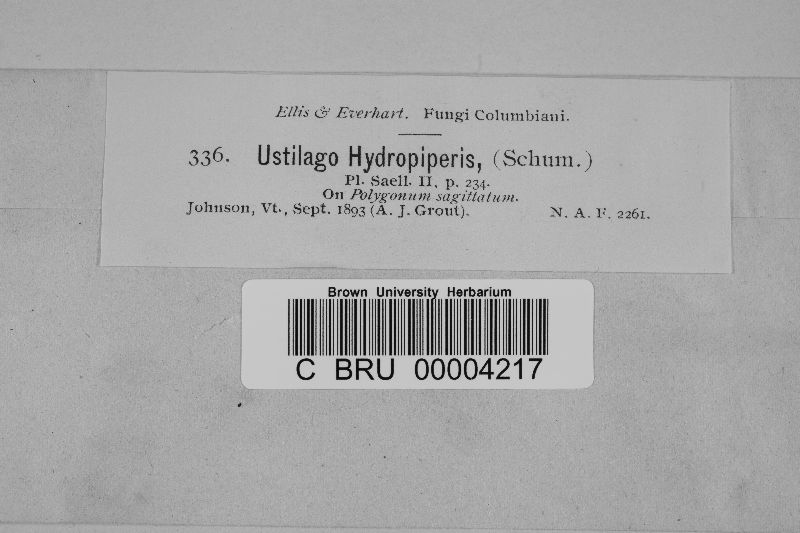 Ellis & Everhart. Fungi Columbiani.
336. Ustilago Hydropiperis, (Schum.)
Pl. Saell. II, p. 234.
On Polygonum sagittatum.
Johnson, Vt., Sept. 1893 (A. J. Grout). N. A. F. 2261.
Brown University Herbarium
C BRU 00004217